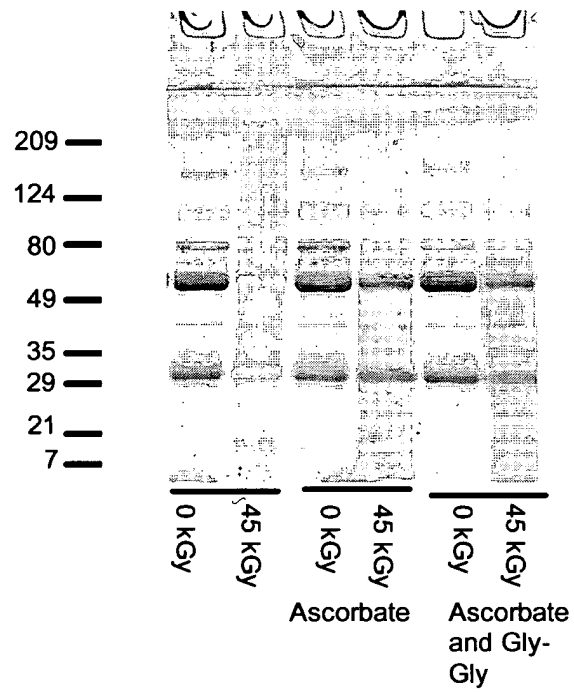 209
124
80
49
35
29
21
7
0 kGy
45 kGy
0 kGy
45 kGy
0 kGy
45 kGy
Ascorbate
Ascorbate
and Gly-
Gly